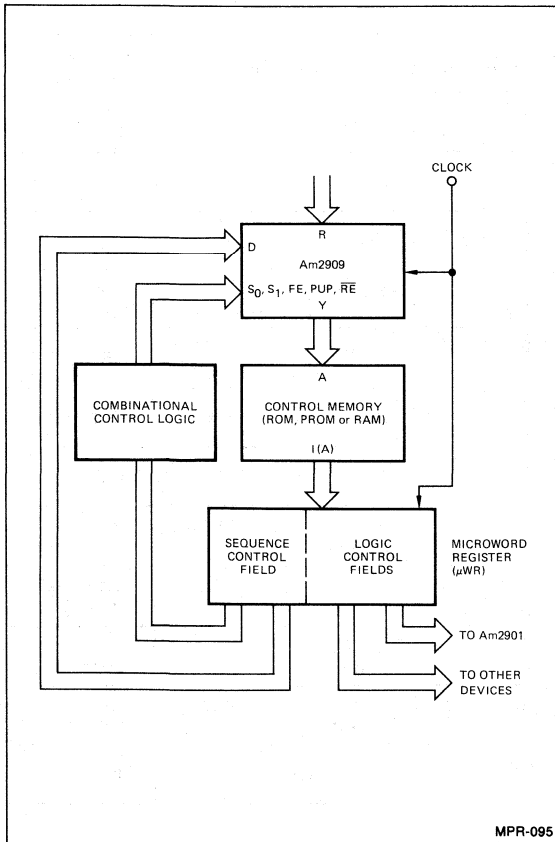 CLOCK
R
D
Am2909
S₀, S₁, FE, PUP, R̅E̅
Y
A
CONTROL MEMORY
(ROM, PROM or RAM)
I(A)
COMBINATIONAL
CONTROL LOGIC
SEQUENCE
CONTROL
FIELD
LOGIC
CONTROL
FIELDS
MICROWORD
REGISTER
(μWR)
TO Am2901
TO OTHER
DEVICES
MPR-095